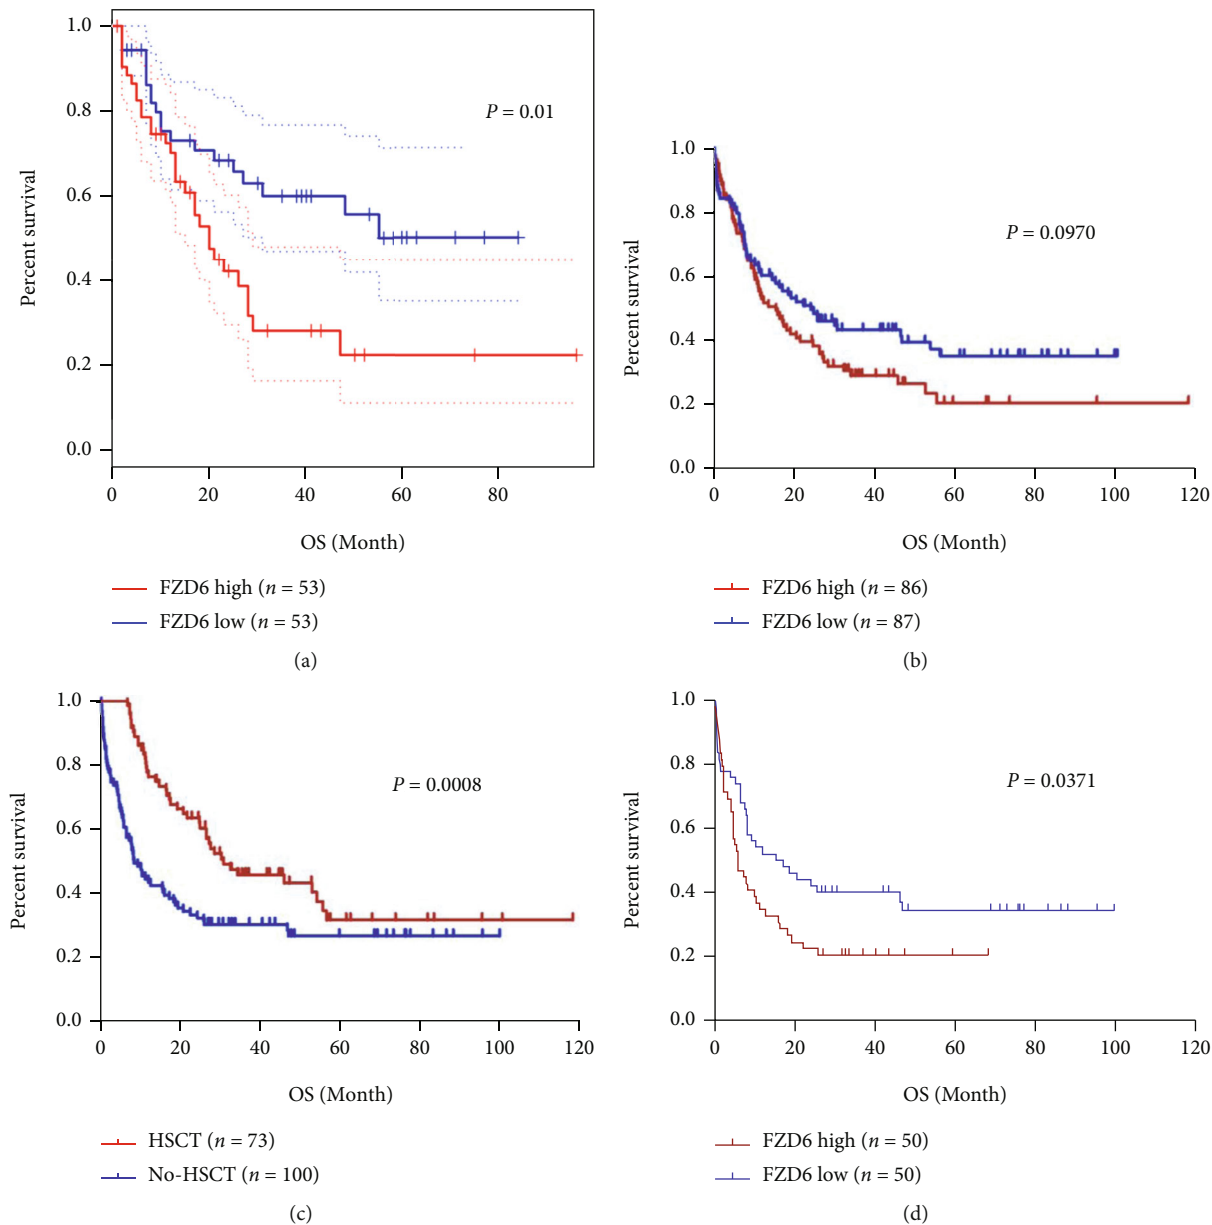 1.0
0.8
0.6
0.4
0.2
0.0
Percent survival
P = 0.01
0 20 40 60 80
OS (Month)
FZD6 high (n = 53)
FZD6 low (n = 53)
(a)
1.0
0.8
0.6
0.4
0.2
0.0
Percent survival
P = 0.0970
0 20 40 60 80 100 120
OS (Month)
FZD6 high (n = 86)
FZD6 low (n = 87)
(b)
1.0
0.8
0.6
0.4
0.2
0.0
Percent survival
P = 0.0008
0 20 40 60 80 100 120
OS (Month)
HSCT (n = 73)
No-HSCT (n = 100)
(c)
1.0
0.8
0.6
0.4
0.2
0.0
Percent survival
P = 0.0371
0 20 40 60 80 100 120
OS (Month)
FZD6 high (n = 50)
FZD6 low (n = 50)
(d)